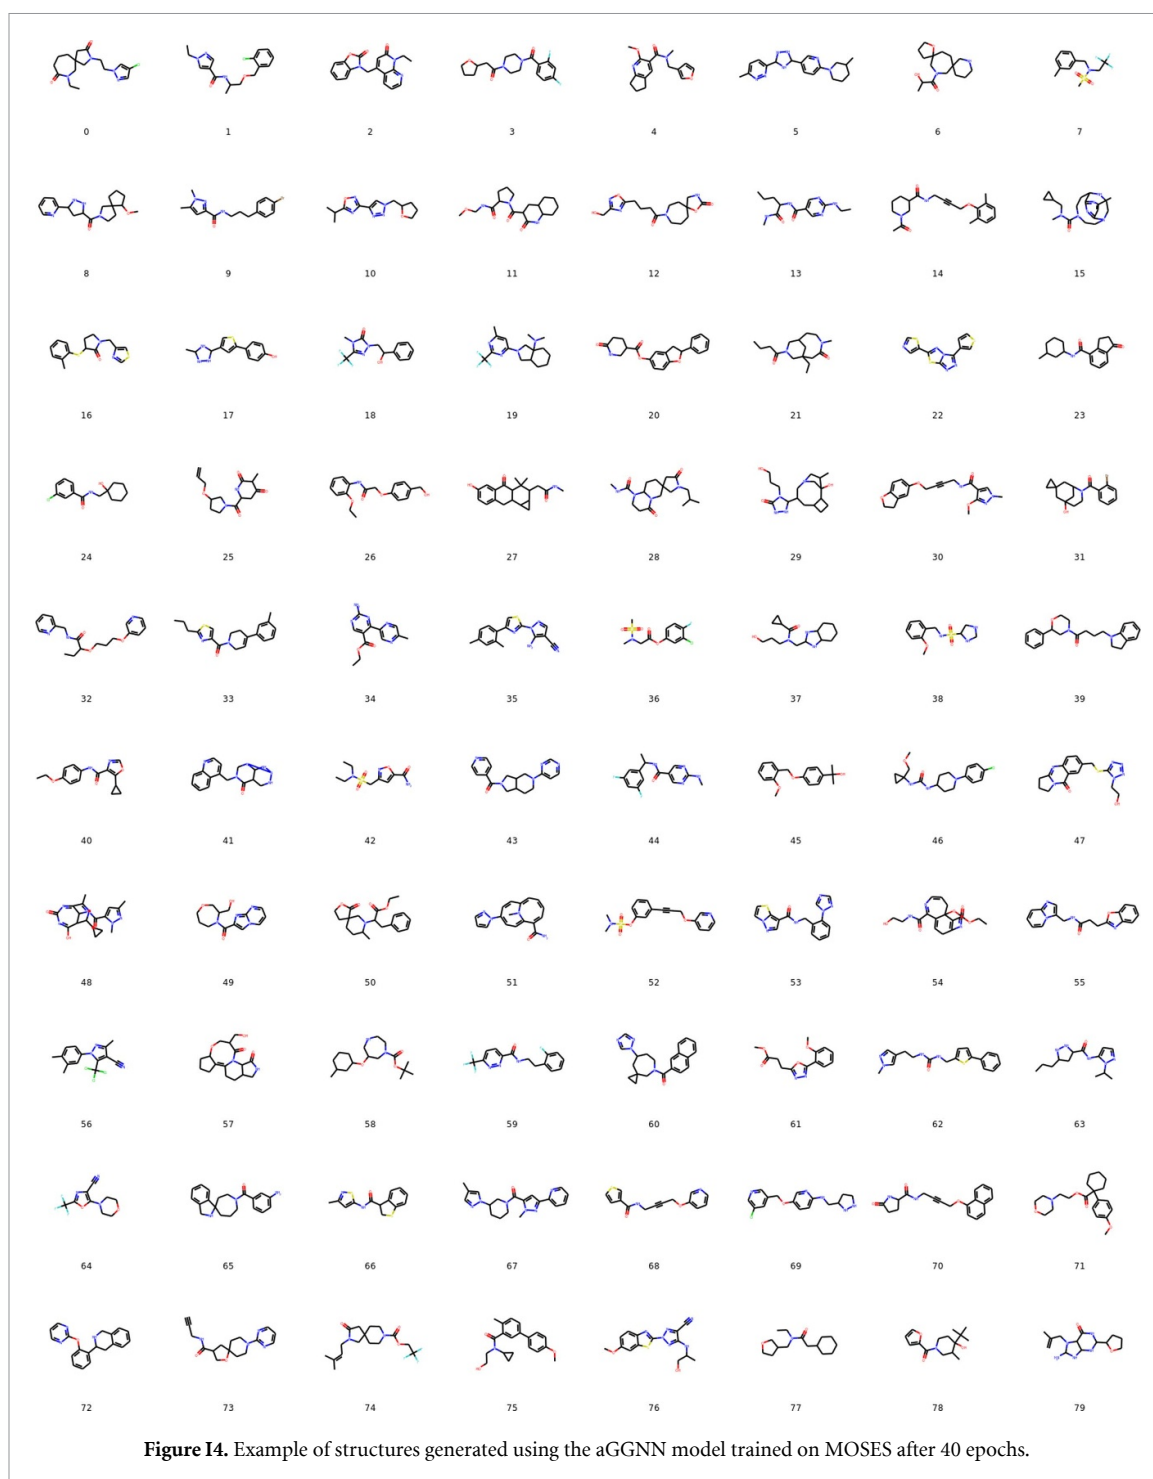 0 1 2 3 4 5 6 7
8 9 10 11 12 13 14 15
16 17 18 19 20 21 22 23
24 25 26 27 28 29 30 31
32 33 34 35 36 37 38 39
40 41 42 43 44 45 46 47
48 49 50 51 52 53 54 55
56 57 58 59 60 61 62 63
64 65 66 67 68 69 70 71
72 73 74 75 76 77 78 79
Figure I4. Example of structures generated using the aGGNN model trained on MOSES after 40 epochs.